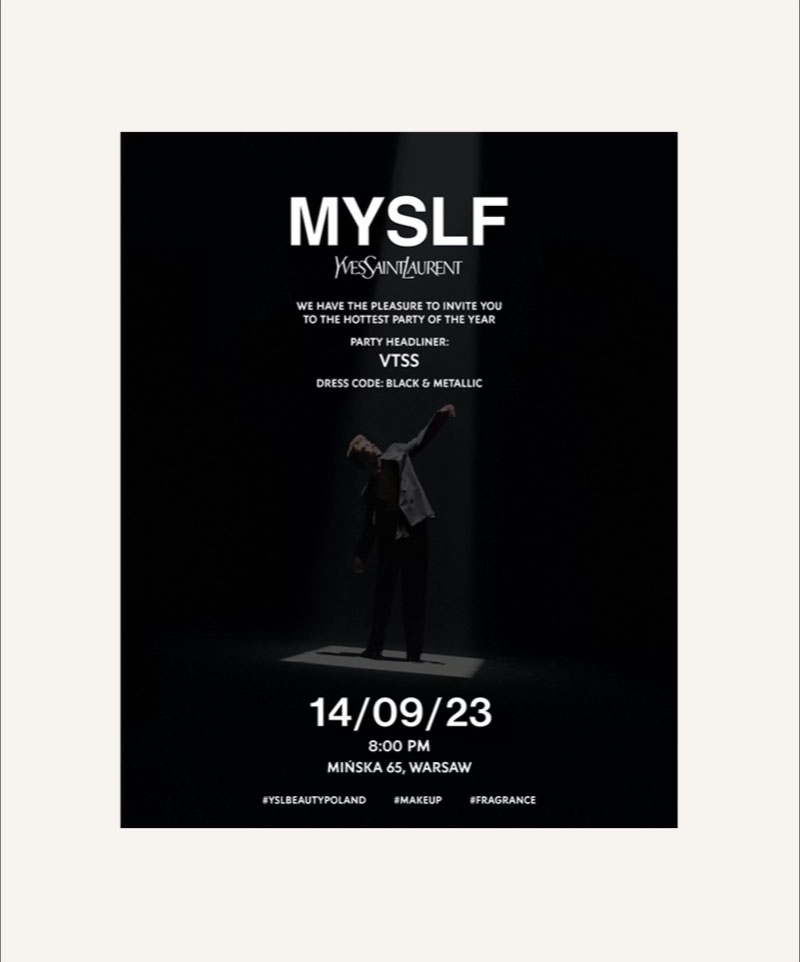 MYSLF
YVESSAINTLAURENT
WE HAVE THE PLEASURE TO INVITE YOU
TO THE HOTTEST PARTY OF THE YEAR
PARTY HEADLINER:
VTSS
DRESS CODE: BLACK & METALLIC
14/09/23
8:00 PM
MIŃSKA 65, WARSAW
#YSLBEAUTYPOLAND #MAKEUP #FRAGRANCE